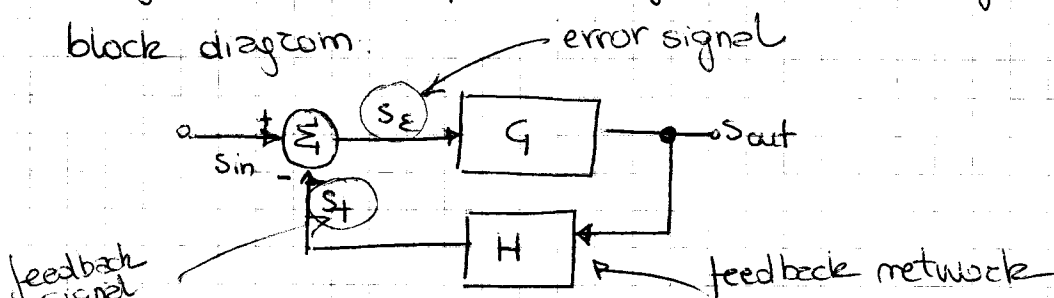 block diagram:
error signal
+ Σ Sε G Sout
Sin -
Sf
H
feedback signal
feedback network